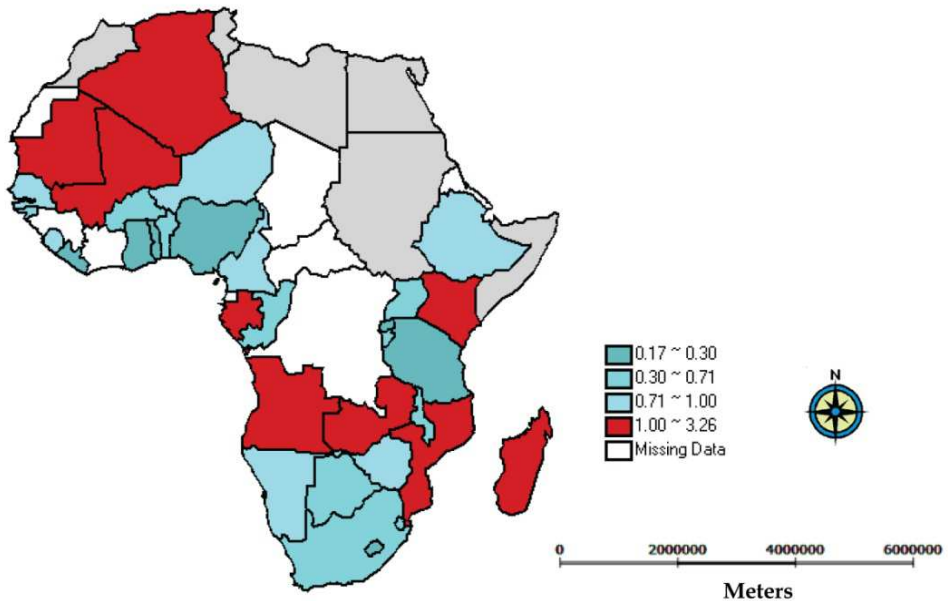 0.17 ~ 0.30
0.30 ~ 0.71
0.71 ~ 1.00
1.00 ~ 3.26
Missing Data
N
0 2000000 4000000 6000000
Meters